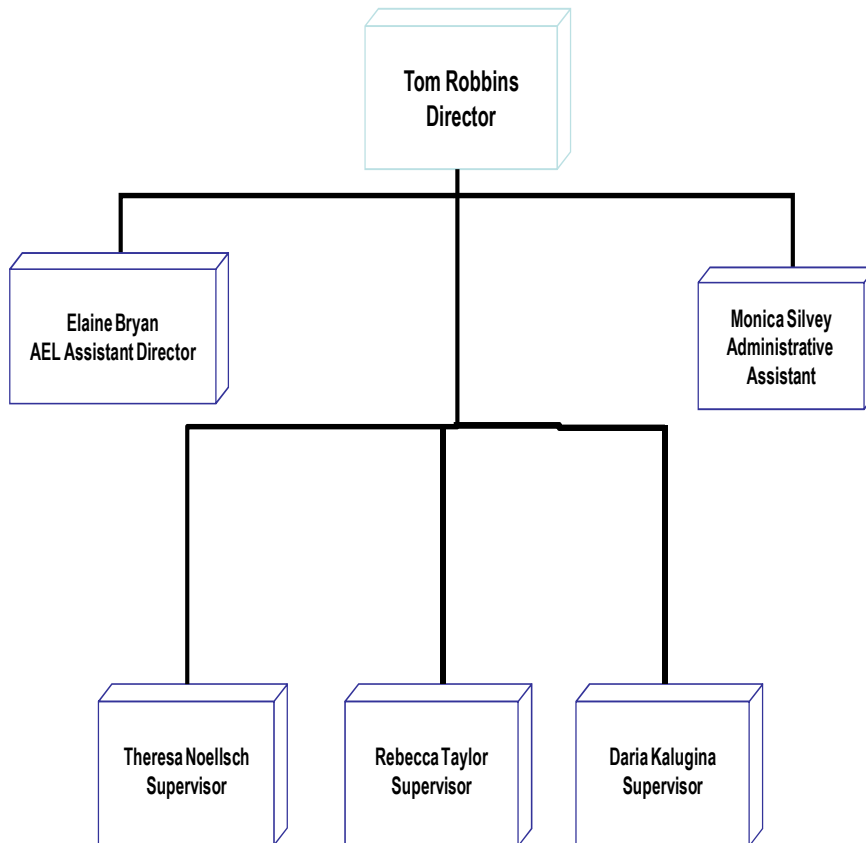 Tom Robbins
Director
Elaine Bryan
AEL Assistant Director
Monica Silvey
Administrative
Assistant
Theresa Noellsch
Supervisor
Rebecca Taylor
Supervisor
Daria Kalugina
Supervisor